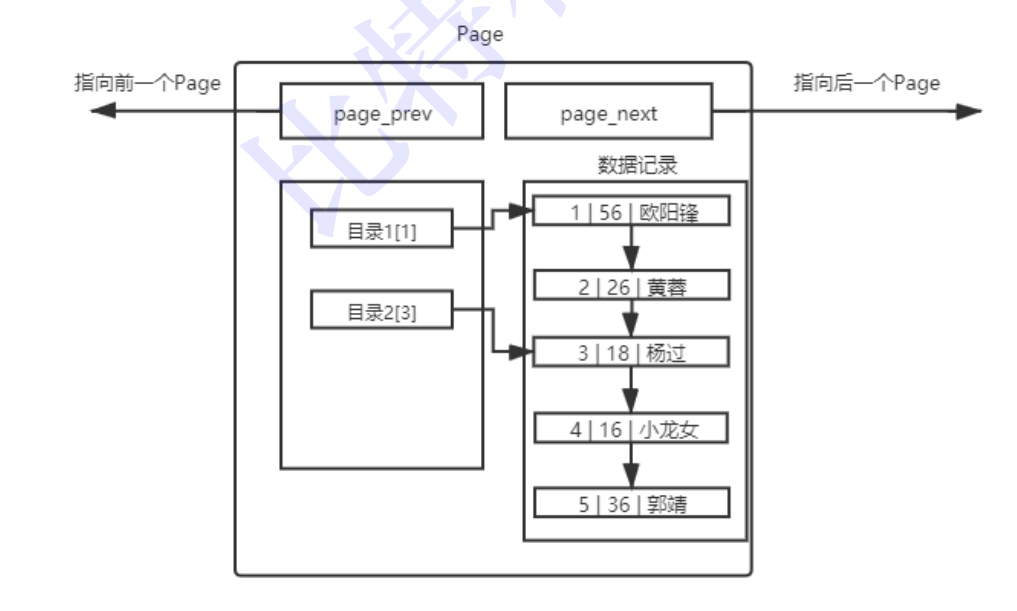 Page
指向前一个Page
指向后一个Page
page_prev
page_next
数据记录
目录1[1]
目录2[3]
1 | 56 | 欧阳锋
2 | 26 | 黄蓉
3 | 18 | 杨过
4 | 16 | 小龙女
5 | 36 | 郭靖
比特